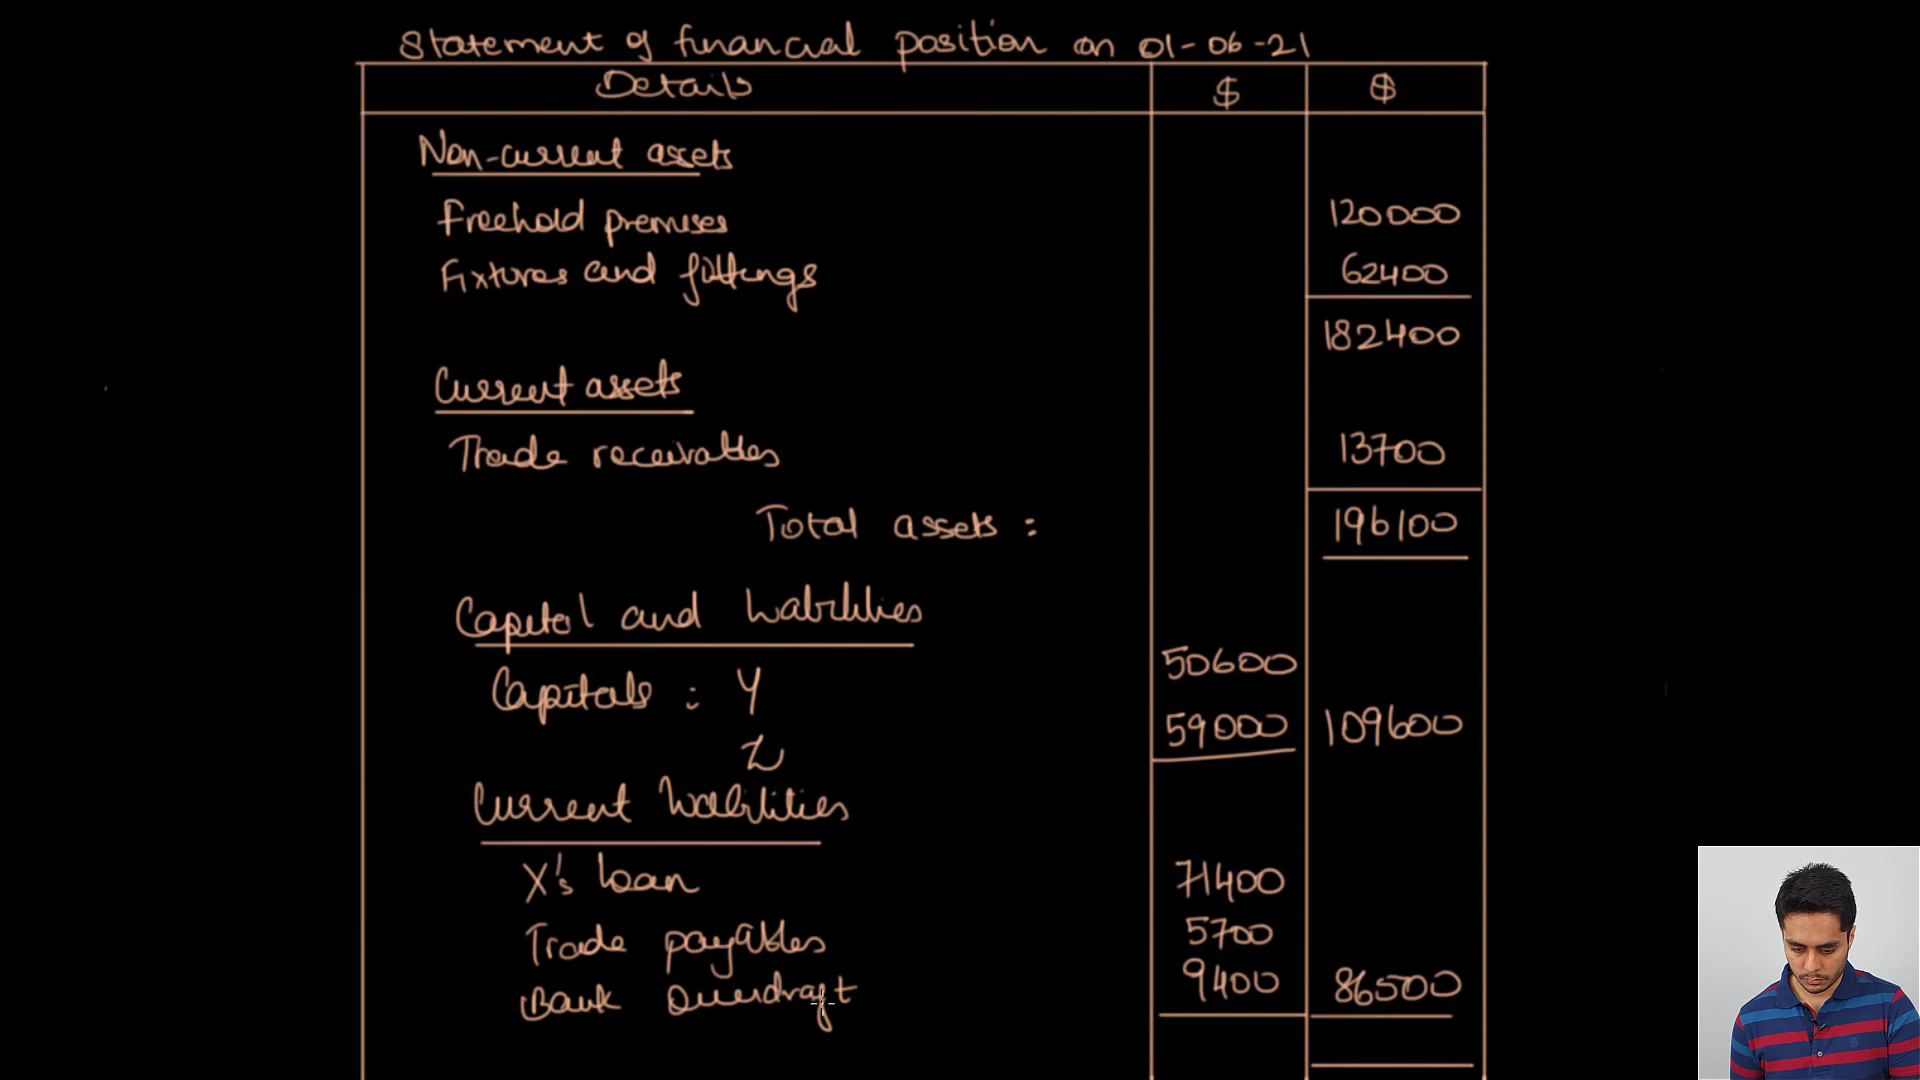 Statement of financial position on 01-06-21
Details $ $
Non-current assets
Freehold premises 120000
Fixtures and fittings 62400
182400
Current assets
Trade receivables 13700
Total assets : 196100
Capital and liabilities
Capitals : Y 50600
Z 59000 109600
Current liabilities
X's loan 71400
Trade payables 5700
Bank Overdraft 9400 86500